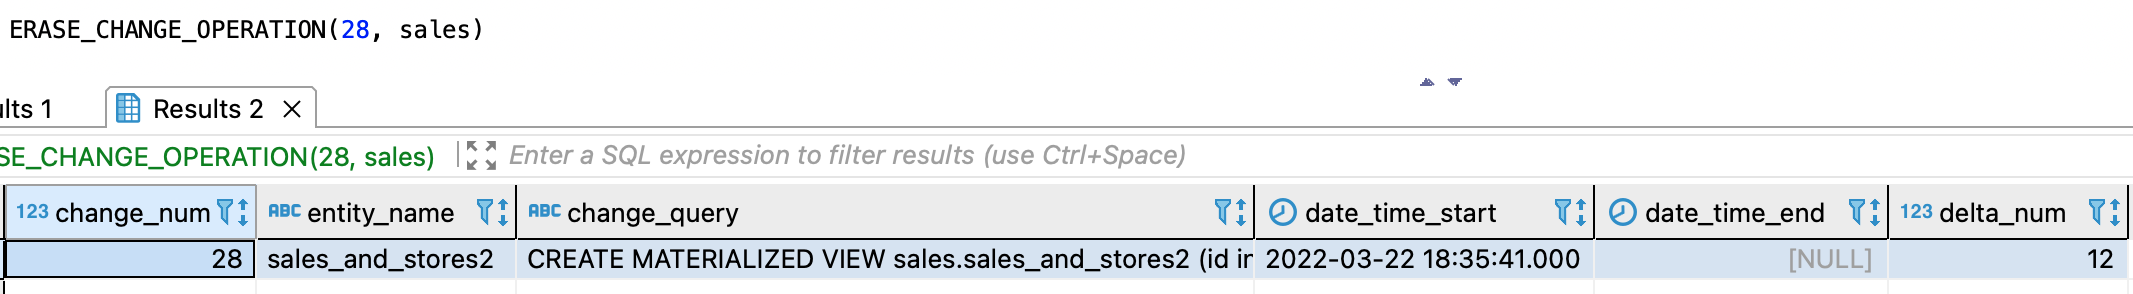 ERASE_CHANGE_OPERATION(28, sales)
lts 1 Results 2
SE_CHANGE_OPERATION(28, sales) Enter a SQL expression to filter results (use Ctrl+Space)
123 change_num ABC entity_name ABC change_query date_time_start date_time_end 123 delta_num
28 sales_and_stores2 CREATE MATERIALIZED VIEW sales.sales_and_stores2 (id in 2022-03-22 18:35:41.000 [NULL] 12